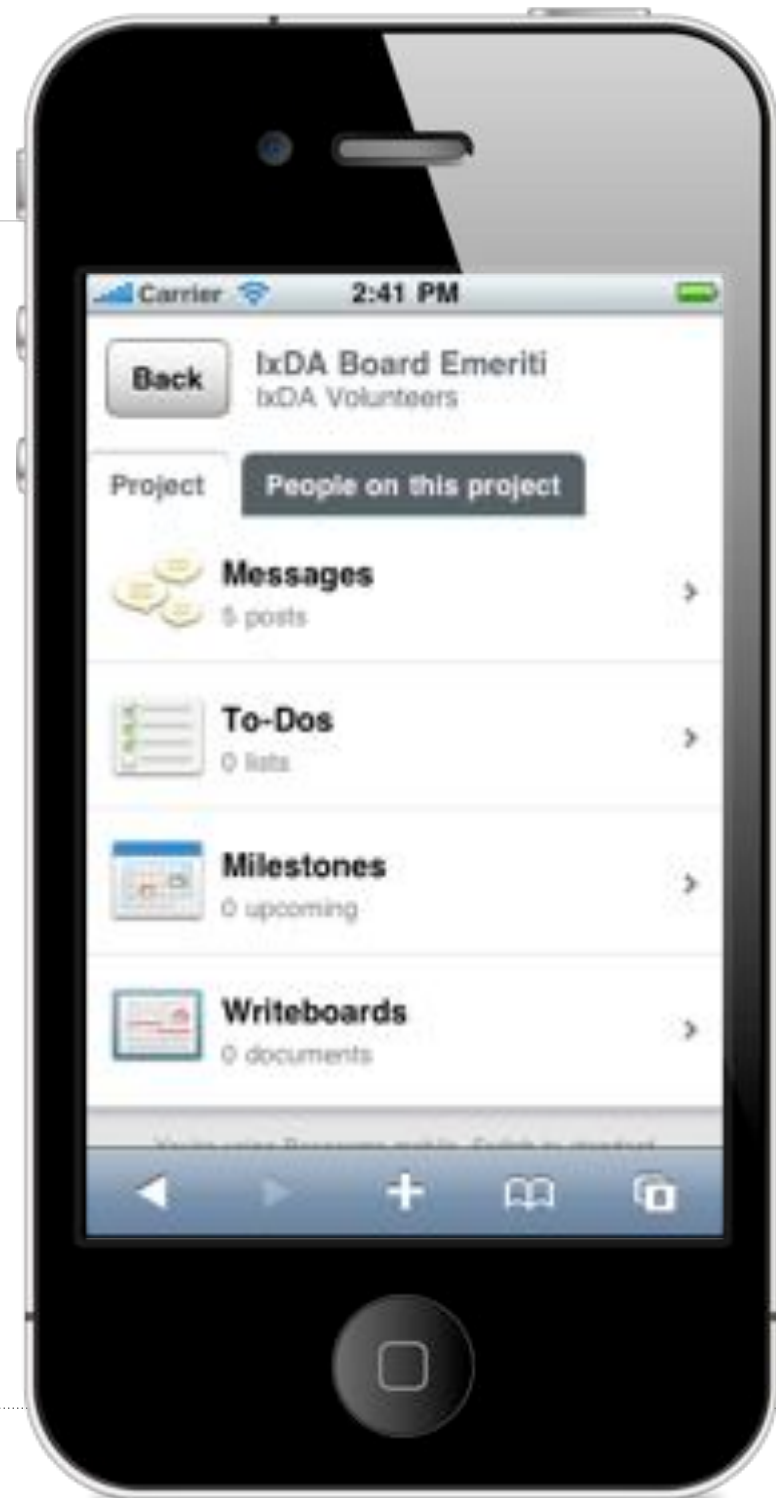 Carrier 2:41 PM
Back
IxDA Board Emeriti
IxDA Volunteers
Project People on this project
Messages
5 posts
To-Dos
0 lists
Milestones
0 upcoming
Writeboards
0 documents